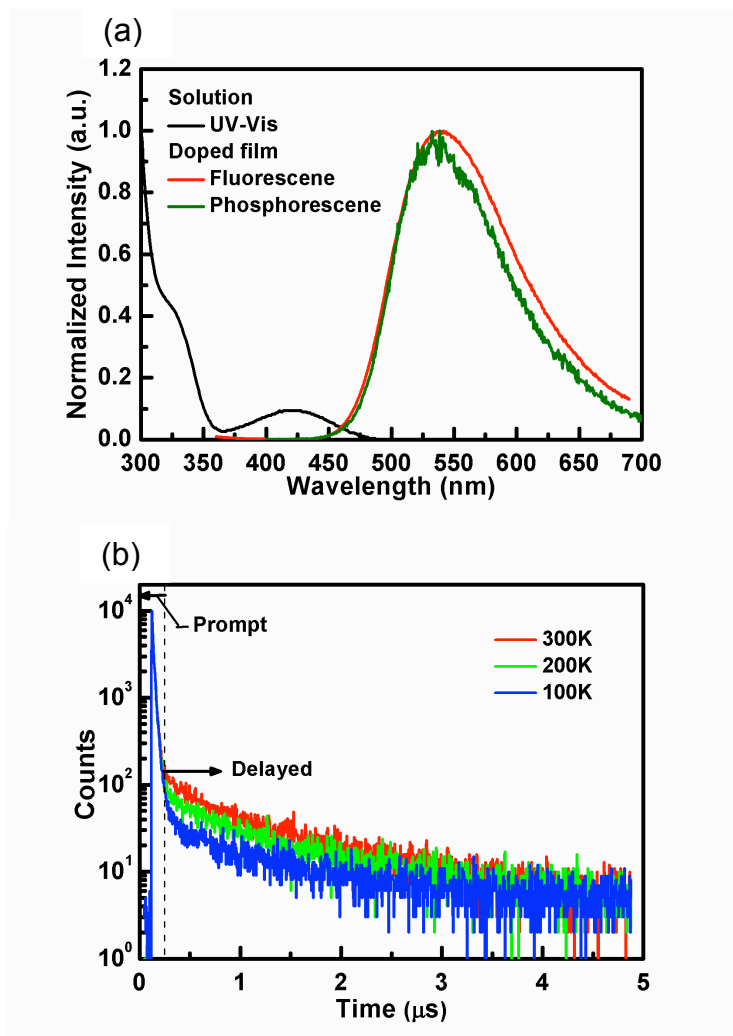 (a)
Normalized Intensity (a.u.)
1.2
1.0
0.8
0.6
0.4
0.2
0.0
Solution
UV-Vis
Doped film
Fluorescene
Phosphorescene
300 350 400 450 500 550 600 650 700
Wavelength (nm)
(b)
Counts
10^4
10^3
10^2
10^1
10^0
Prompt
Delayed
300K
200K
100K
0 1 2 3 4 5
Time (μs)